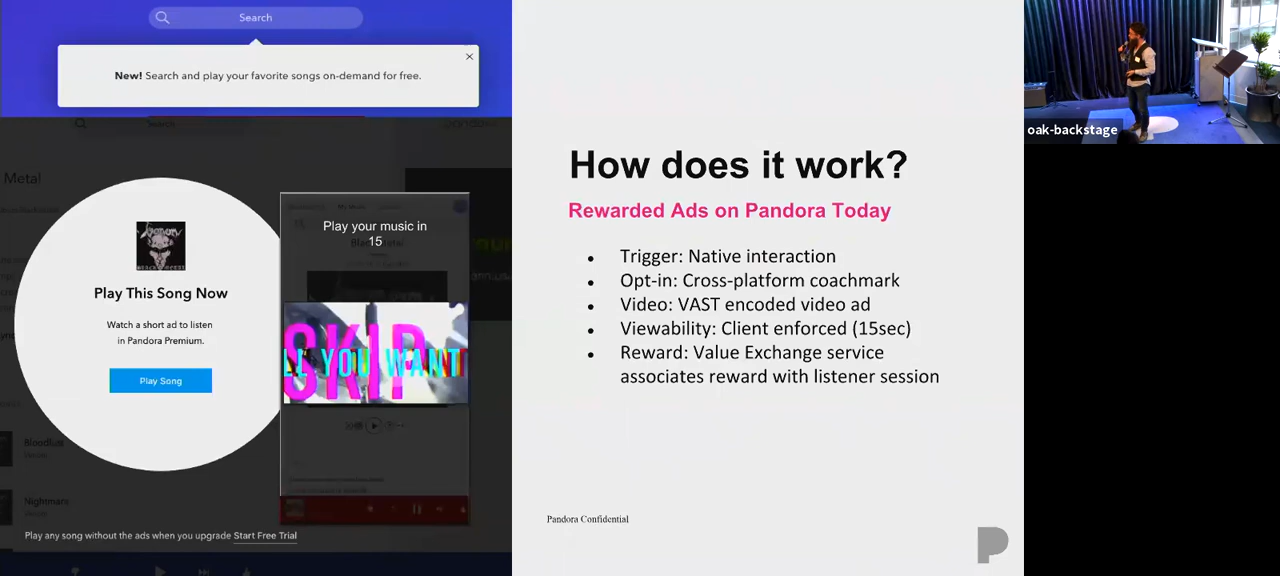 Search
New! Search and play your favorite songs on-demand for free.
Search
Metal
Play your music in
15
SKIP
ALL YOU WANT
Play This Song Now
Watch a short ad to listen
in Pandora Premium.
Play Song
Bloodlust
Nightmare
Play any song without the ads when you upgrade Start Free Trial
How does it work?
Rewarded Ads on Pandora Today
• Trigger: Native interaction
• Opt-in: Cross-platform coachmark
• Video: VAST encoded video ad
• Viewability: Client enforced (15sec)
• Reward: Value Exchange service
associates reward with listener session
Pandora Confidential
P
oak-backstage